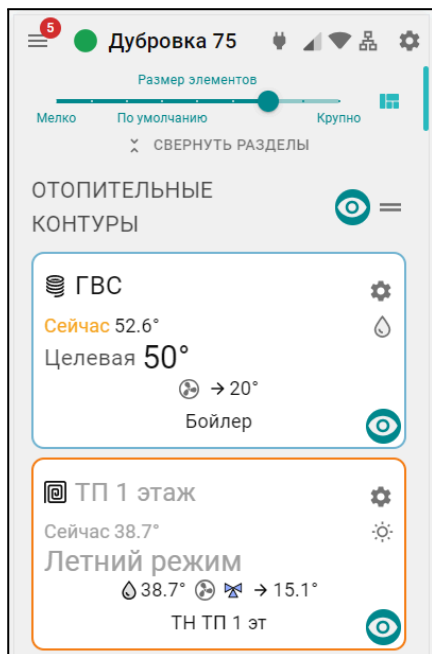 5
Дубровка 75
Размер элементов
Мелко По умолчанию Крупно
СВЕРНУТЬ РАЗДЕЛЫ
ОТОПИТЕЛЬНЫЕ
КОНТУРЫ
ГВС
Сейчас 52.6°
Целевая 50°
→ 20°
Бойлер
ТП 1 этаж
Сейчас 38.7°
Летний режим
38.7° → 15.1°
ТН ТП 1 эт